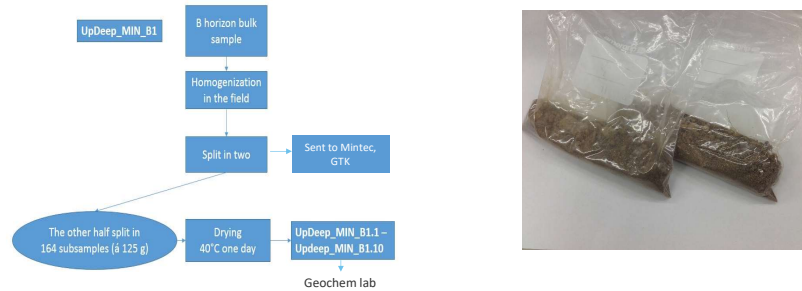 UpDeep_MIN_B1
B horizon bulk
sample
Homogenization
in the field
Split in two
Sent to Mintec,
GTK
The other half split in
164 subsamples (á 125 g)
Drying
40°C one day
UpDeep_MIN_B1.1 –
Updeep_MIN_B1.10
Geochem lab